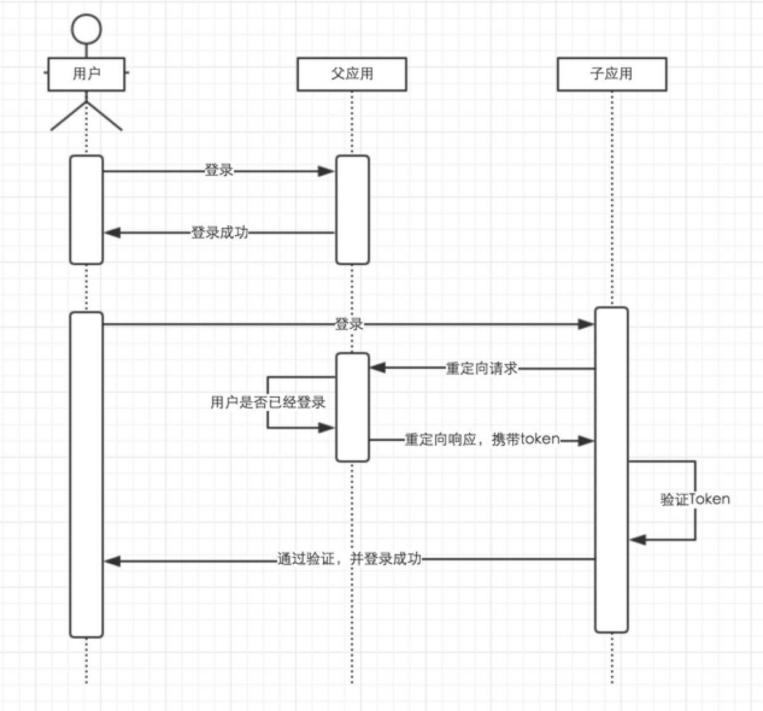 用户
父应用
子应用
登录
登录成功
登录
重定向请求
用户是否已经登录
重定向响应，携带token
验证Token
通过验证，并登录成功